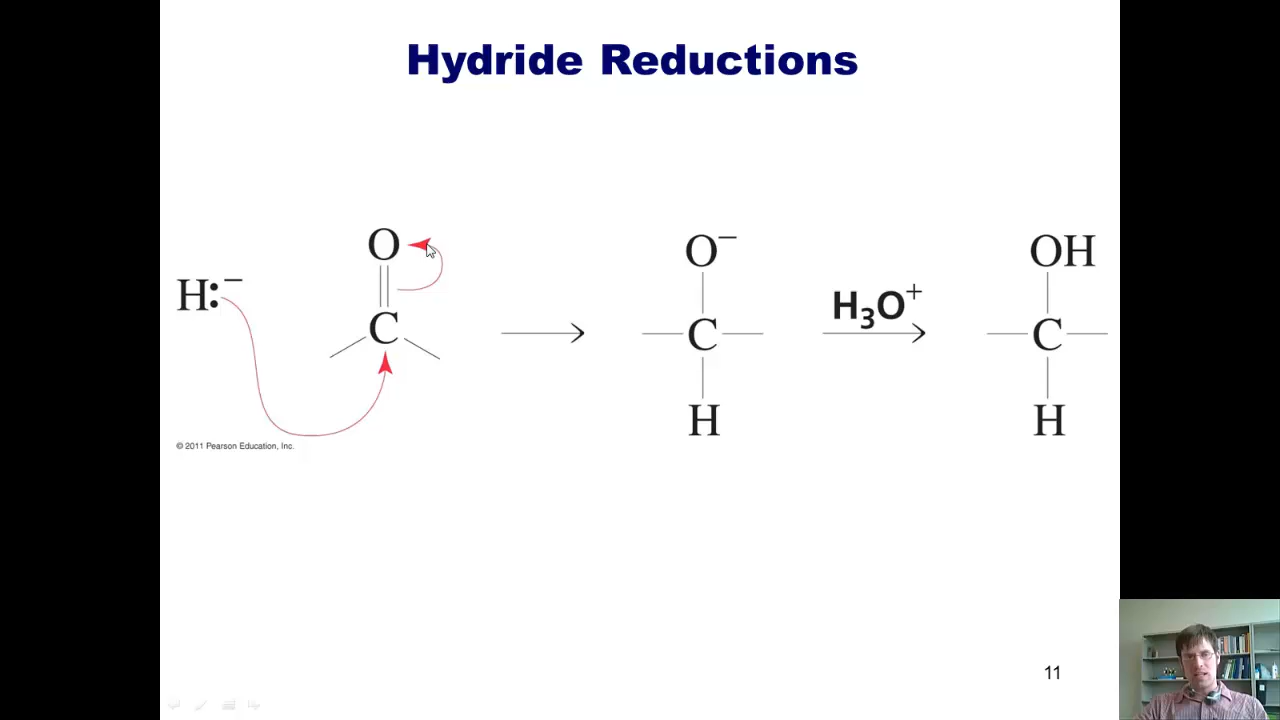 Hydride Reductions
O
O⁻
OH
H:⁻
H₃O⁺
C
C
C
H
H
© 2011 Pearson Education, Inc.
11